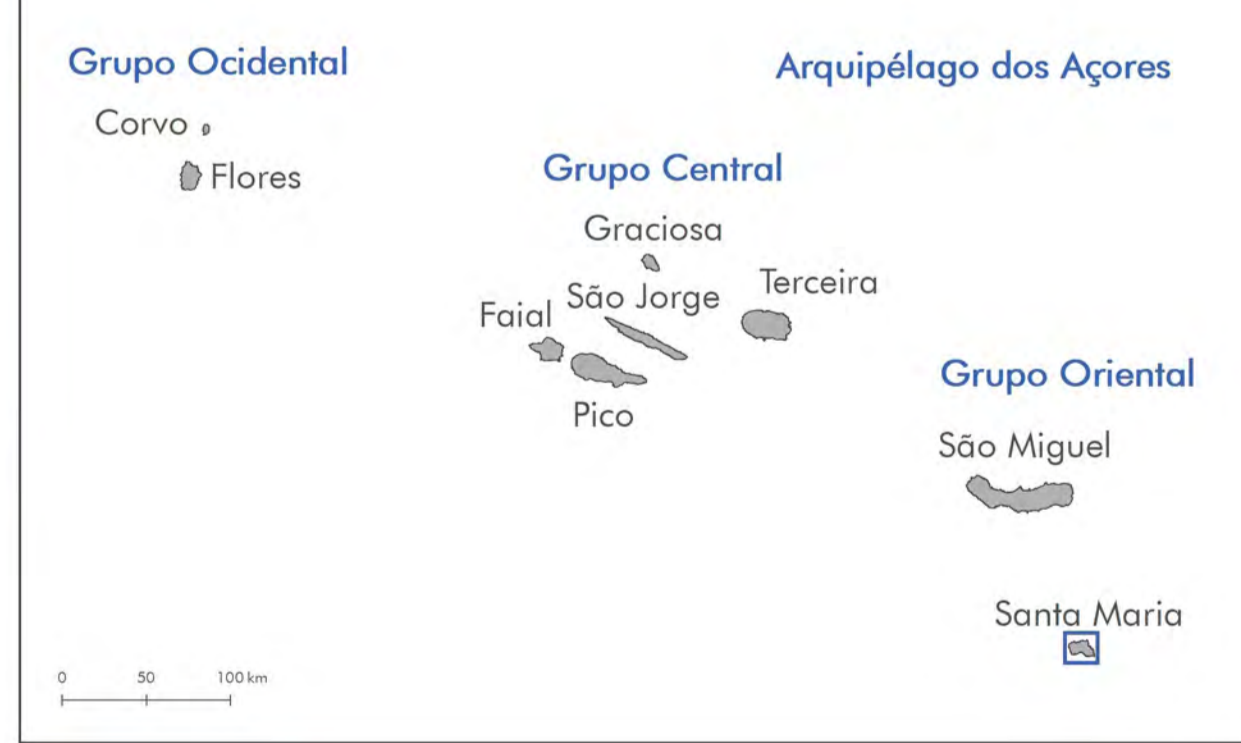 Grupo Ocidental
Arquipélago dos Açores
Corvo
Flores
Grupo Central
Graciosa
São Jorge
Terceira
Faial
Pico
Grupo Oriental
São Miguel
Santa Maria
0 50 100 km